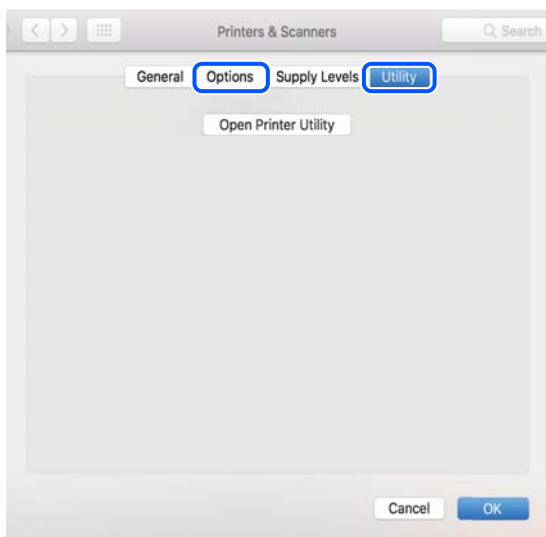 Printers & Scanners
Search
General Options Supply Levels Utility
Open Printer Utility
Cancel OK